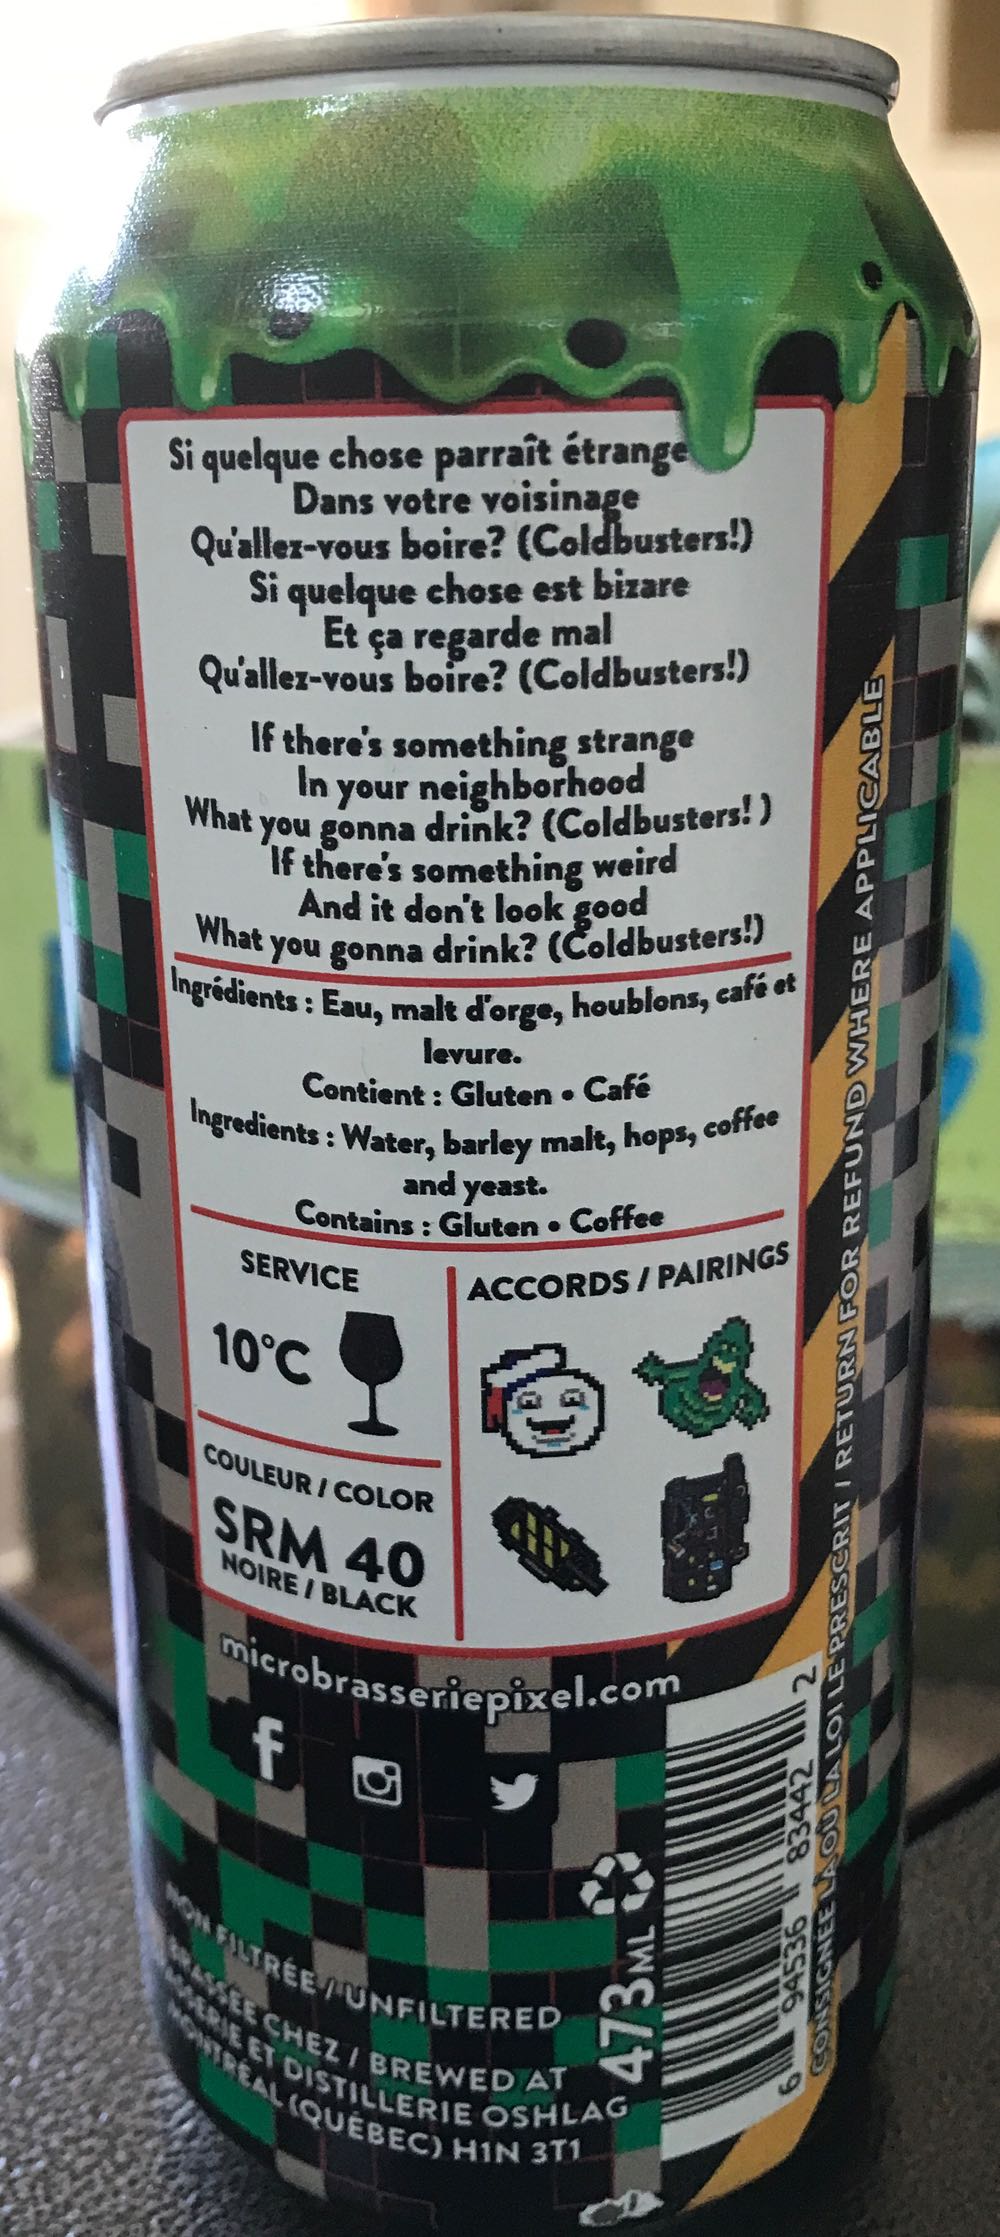 Si quelque chose parraît étrange
Dans votre voisinage
Qu'allez-vous boire? (Coldbusters!)
Si quelque chose est bizare
Et ça regarde mal
Qu'allez-vous boire? (Coldbusters!)
If there's something strange
In your neighborhood
What you gonna drink? (Coldbusters! )
If there's something weird
And it don't look good
What you gonna drink? (Coldbusters!)
Ingrédients : Eau, malt d'orge, houblons, café et
levure.
Contient : Gluten • Café
Ingredients : Water, barley malt, hops, coffee
and yeast.
Contains : Gluten • Coffee
SERVICE
10°C
COULEUR / COLOR
SRM 40
NOIRE / BLACK
ACCORDS / PAIRINGS
microbrasseriepixel.com
NON FILTRÉE / UNFILTERED
BRASSÉE CHEZ / BREWED AT
ET DISTILLERIE OSHLAG
MONTRÉAL (QUÉBEC) H1N 3T1
473 ML
6 94536 83442 2
CONSIGNÉE LÀ OÙ LA LOI LE PRESCRIT / RETURN FOR REFUND WHERE APPLICABLE